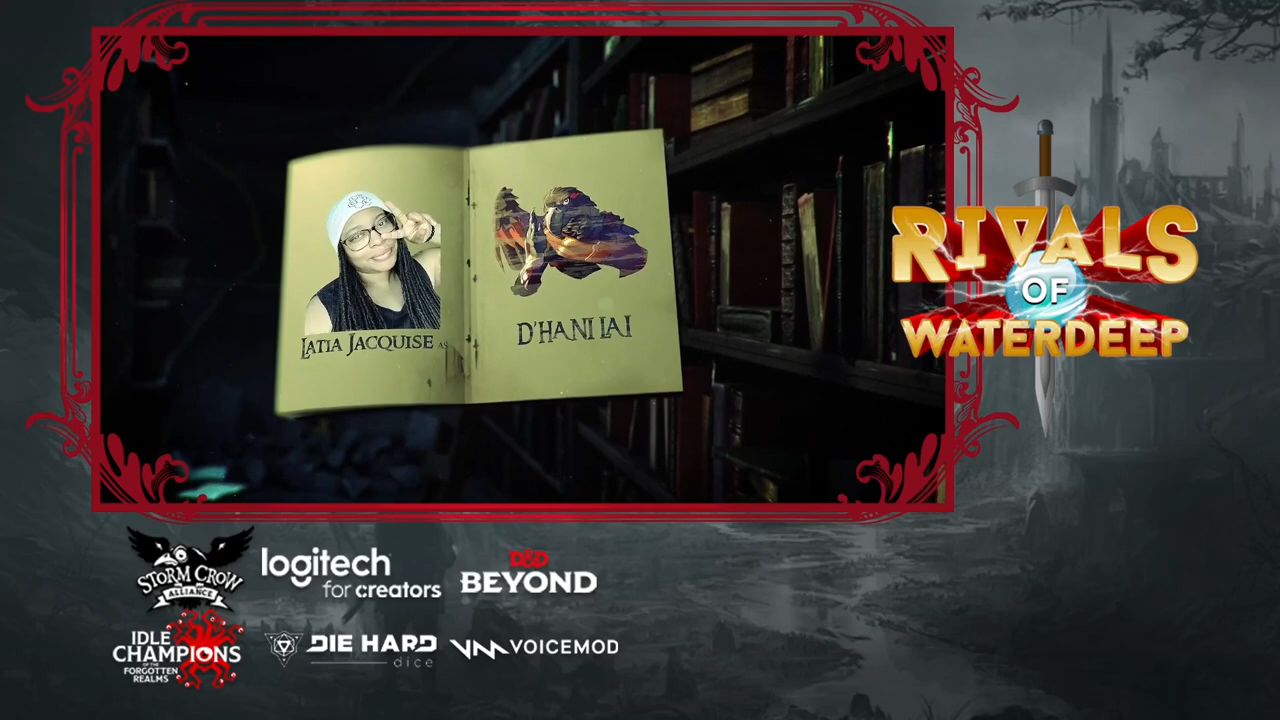 LATIA JACQUISE AS
D'HANI LAI
RIVALS
OF
WATERDEEP
STORM CROW
ALLIANCE
logitech
for creators
D&D
BEYOND
IDLE
CHAMPIONS
OF THE
FORGOTTEN
REALMS
DIE HARD
dice
VOICEMOD